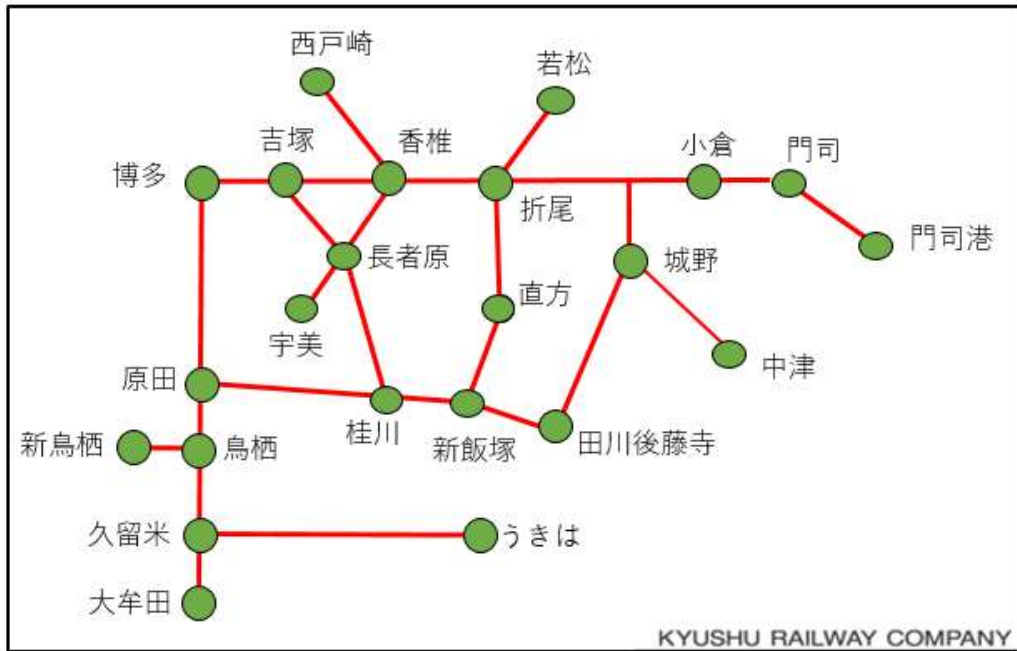 西戸崎
若松
吉塚
香椎
小倉
門司
博多
折尾
門司港
長者原
城野
直方
宇美
中津
原田
桂川
新飯塚
田川後藤寺
新鳥栖
鳥栖
久留米
うきは
大牟田
KYUSHU RAILWAY COMPANY